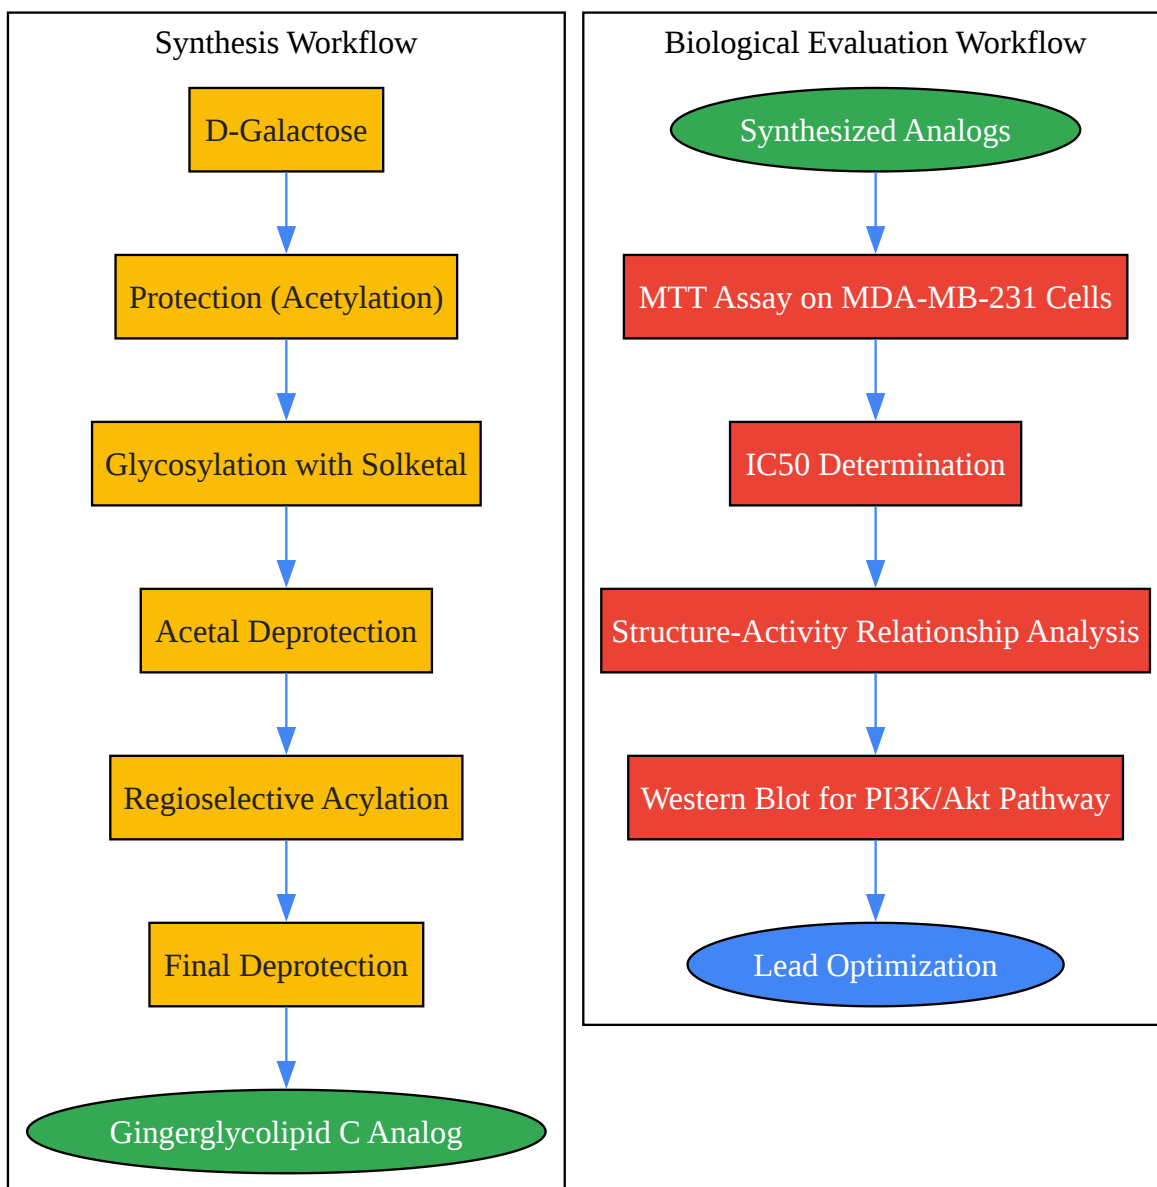 Synthesis Workflow
D-Galactose
Protection (Acetylation)
Glycosylation with Solketal
Acetal Deprotection
Regioselective Acylation
Final Deprotection
Gingerglycolipid C Analog
Biological Evaluation Workflow
Synthesized Analogs
MTT Assay on MDA-MB-231 Cells
IC50 Determination
Structure-Activity Relationship Analysis
Western Blot for PI3K/Akt Pathway
Lead Optimization